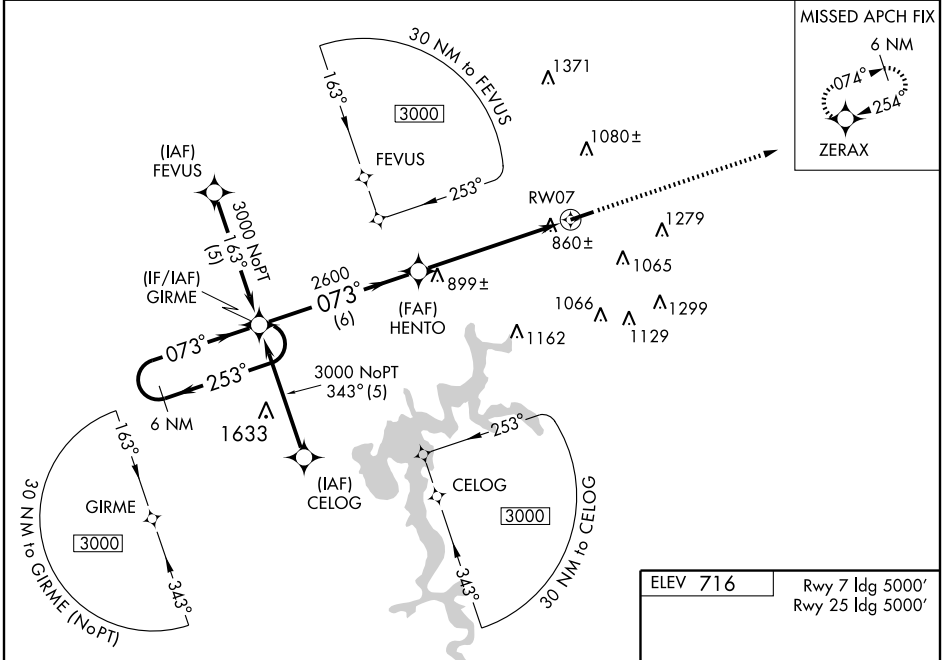 MISSED APCH FIX
6 NM
074°
254°
ZERAX
30 NM to FEVUS
163°
3000
FEVUS
253°
1371
1080±
(IAF)
FEVUS
3000 NoPT
163°
(5)
RW07
860±
1279
1065
(IF/IAF)
GIRME
2600
073°
(6)
899±
(FAF)
HENTO
1066
1299
1129
1162
073°
253°
6 NM
3000 NoPT
343° (5)
1633
(IAF)
CELOG
163°
GIRME
3000
343°
30 NM to GIRME (NoPT)
253°
CELOG
3000
343°
30 NM to CELOG
ELEV 716
Rwy 7 ldg 5000'
Rwy 25 ldg 5000'